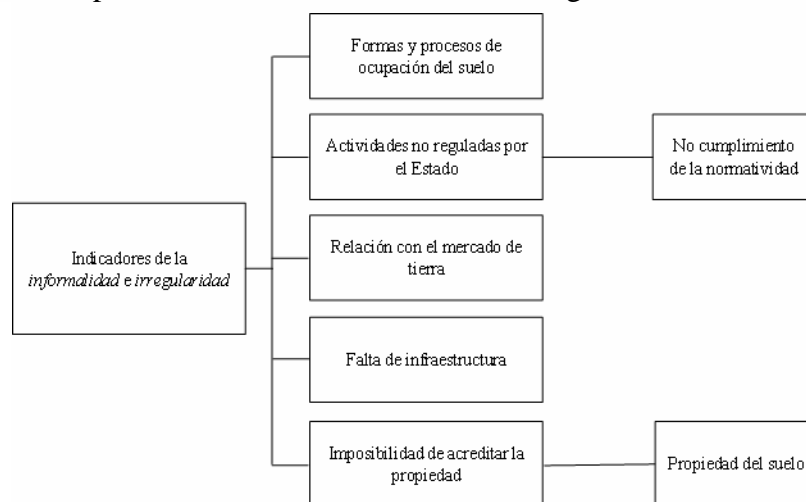 Formas y procesos de
ocupación del suelo
Actividades no reguladas por
el Estado
No cumplimiento
de la normatividad
Indicadores de la
informalidad e irregularidad
Relación con el mercado de
tierra
Falta de infraestructura
Imposibilidad de acreditar la
propiedad
Propiedad del suelo